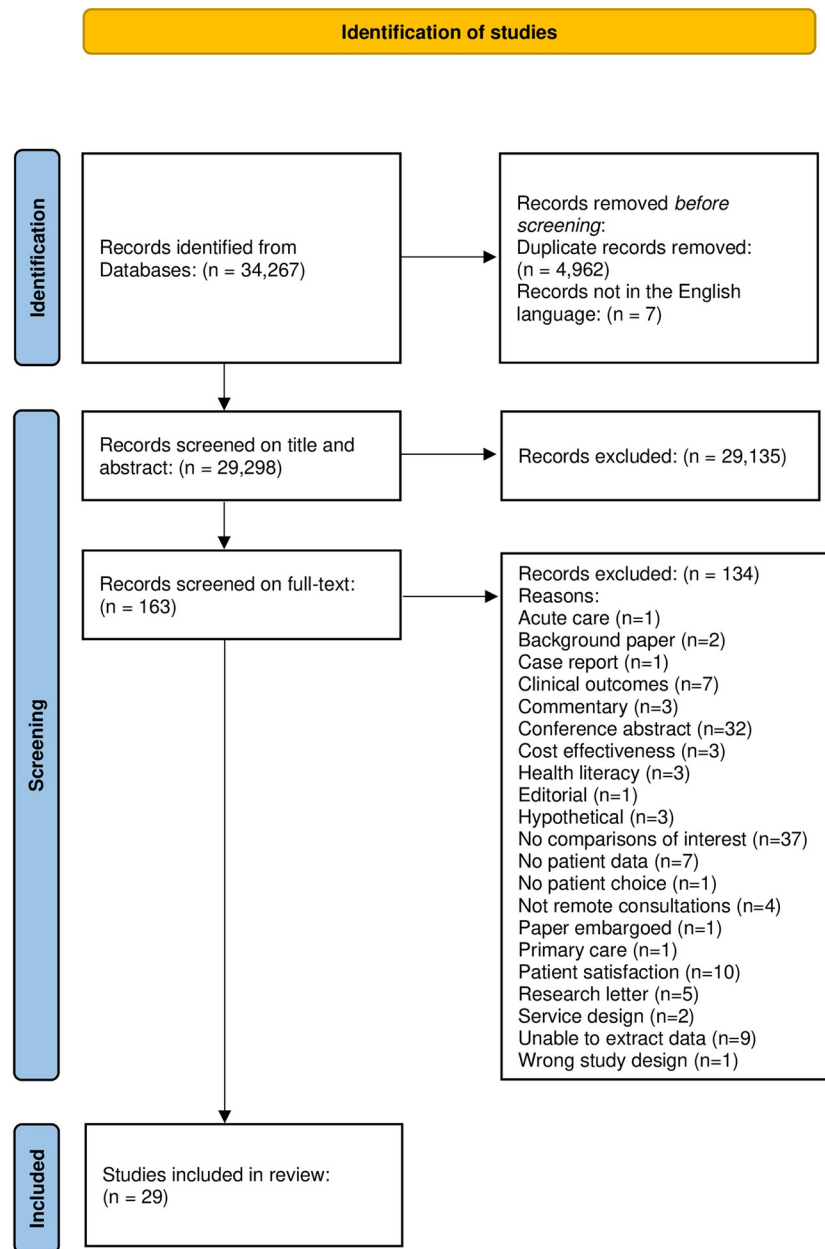 Identification of studies
Identification
Records identified from
Databases: (n = 34,267)
Records removed before
screening:
Duplicate records removed:
(n = 4,962)
Records not in the English
language: (n = 7)
Screening
Records screened on title and
abstract: (n = 29,298)
Records excluded: (n = 29,135)
Records screened on full-text:
(n = 163)
Records excluded: (n = 134)
Reasons:
Acute care (n=1)
Background paper (n=2)
Case report (n=1)
Clinical outcomes (n=7)
Commentary (n=3)
Conference abstract (n=32)
Cost effectiveness (n=3)
Health literacy (n=3)
Editorial (n=1)
Hypothetical (n=3)
No comparisons of interest (n=37)
No patient data (n=7)
No patient choice (n=1)
Not remote consultations (n=4)
Paper embargoed (n=1)
Primary care (n=1)
Patient satisfaction (n=10)
Research letter (n=5)
Service design (n=2)
Unable to extract data (n=9)
Wrong study design (n=1)
Included
Studies included in review:
(n = 29)